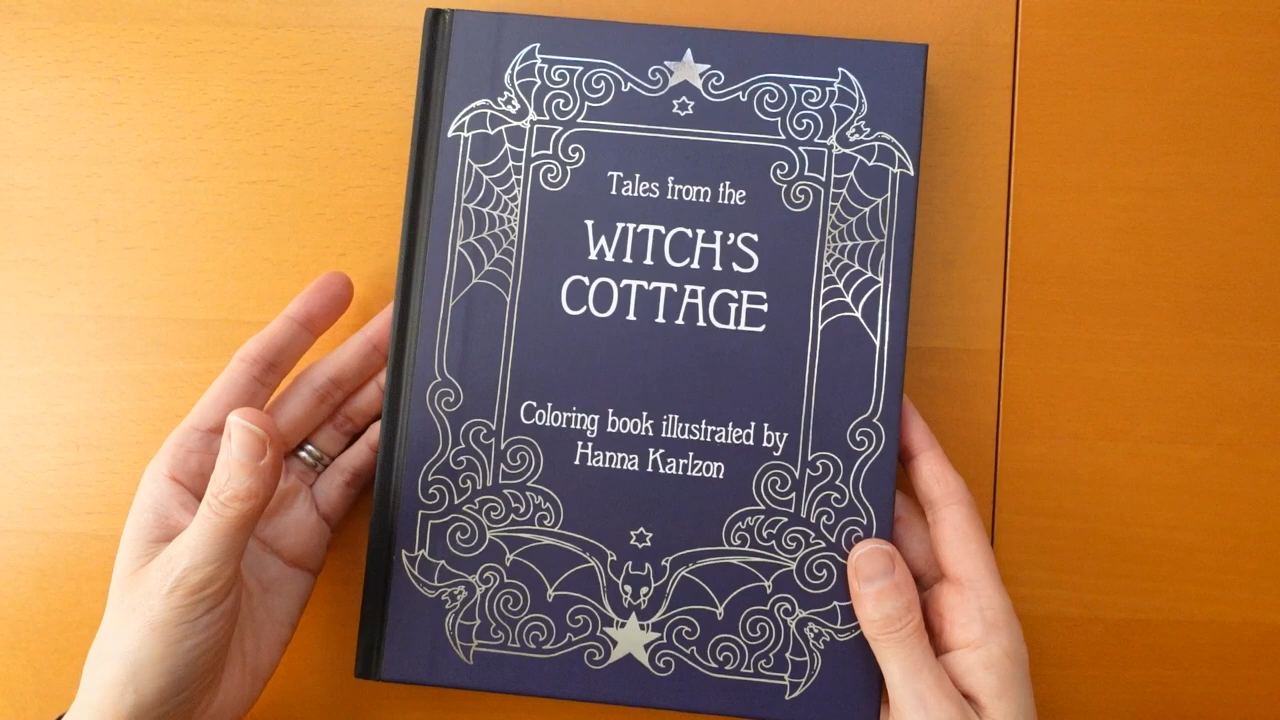 Tales from the
WITCH'S
COTTAGE
Coloring book illustrated by
Hanna Karlzon